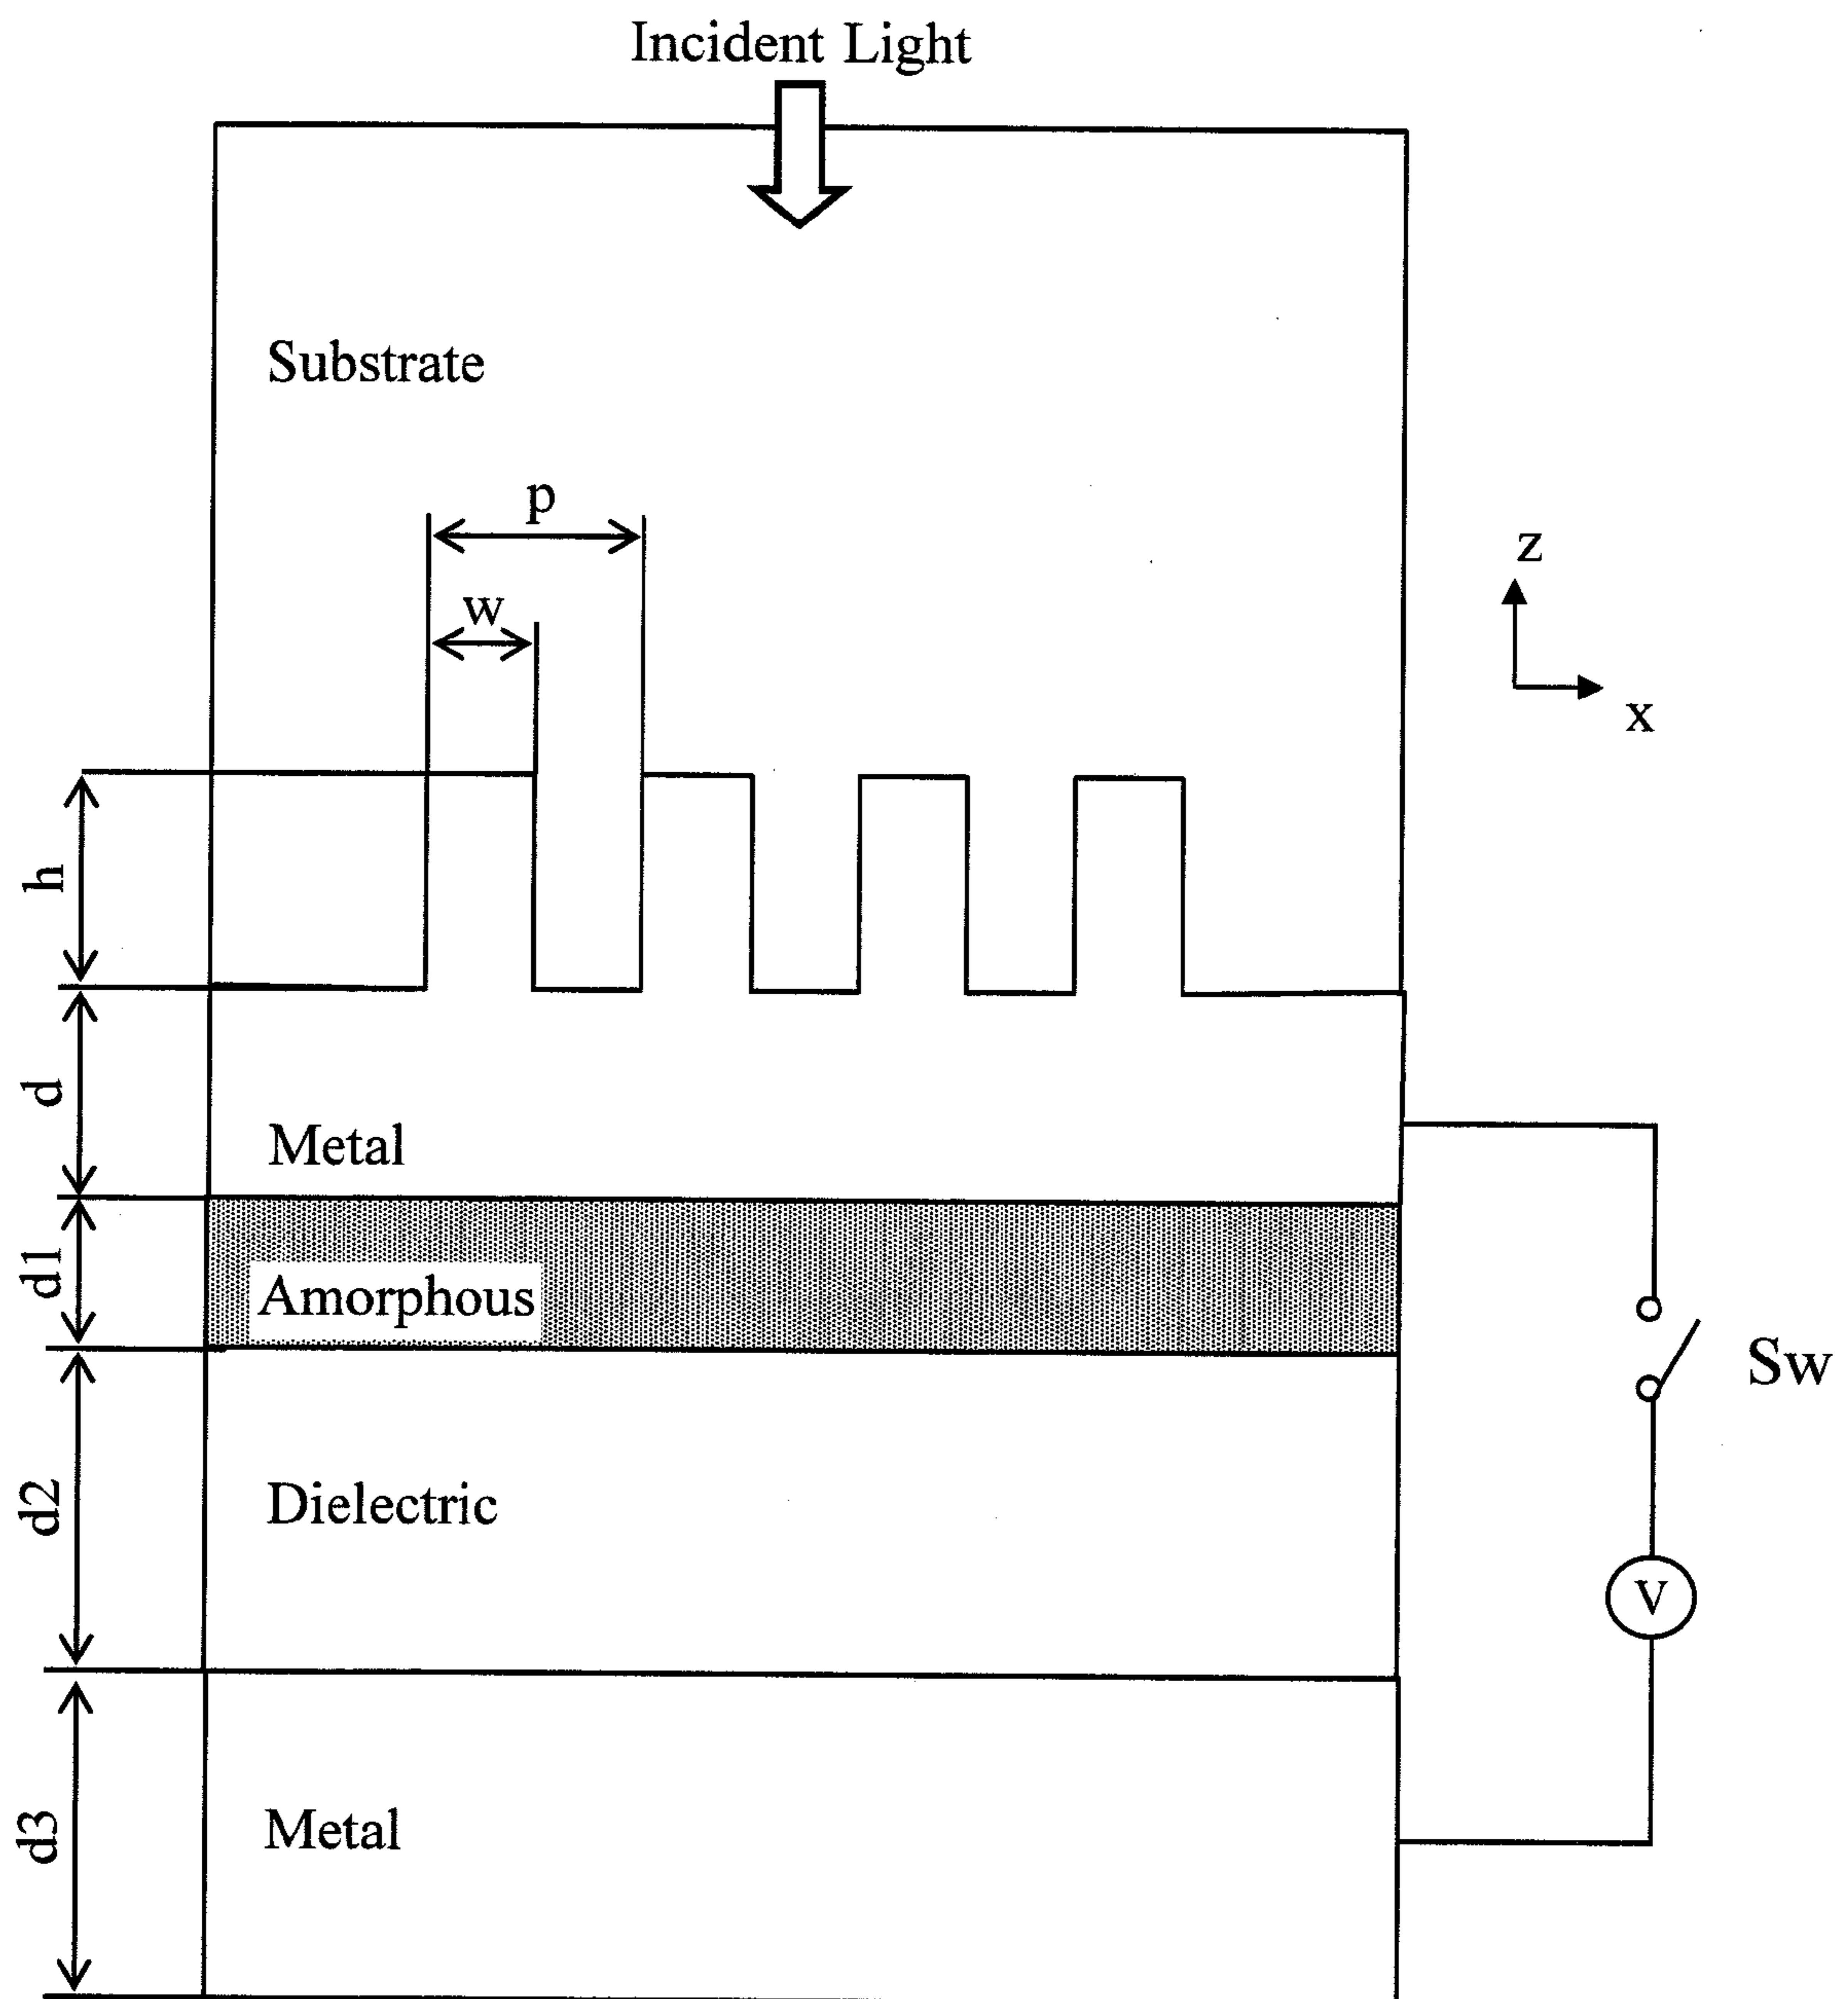 Incident Light
Substrate
p
w
z
x
h
d
Metal
d1
Amorphous
Sw
d2
Dielectric
V
d3
Metal